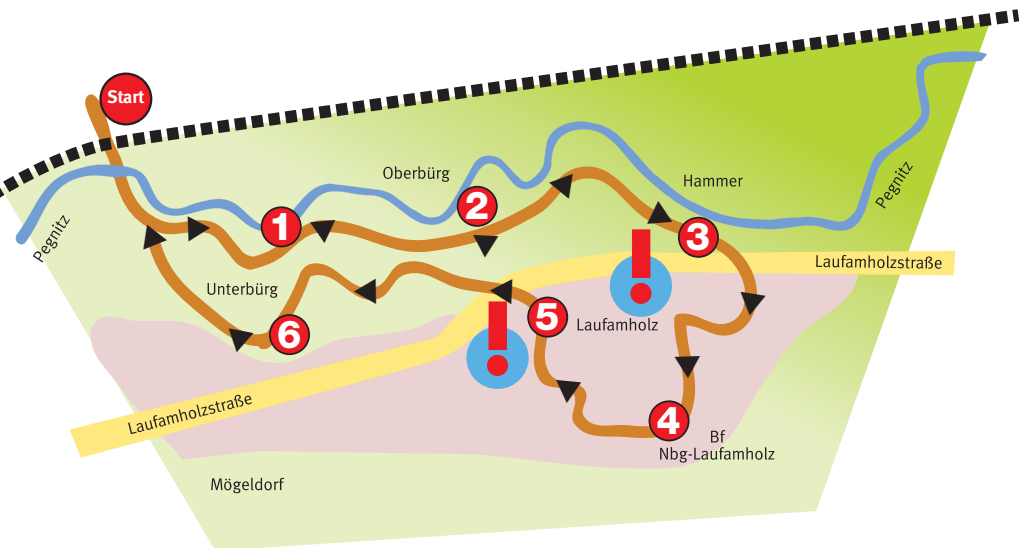 Start
Oberbürg
Hammer
Pegnitz
Pegnitz
1
2
3
Laufamholzstraße
Unterbürg
5
Laufamholz
6
Laufamholzstraße
4
Bf
Nbg-Laufamholz
Mögeldorf